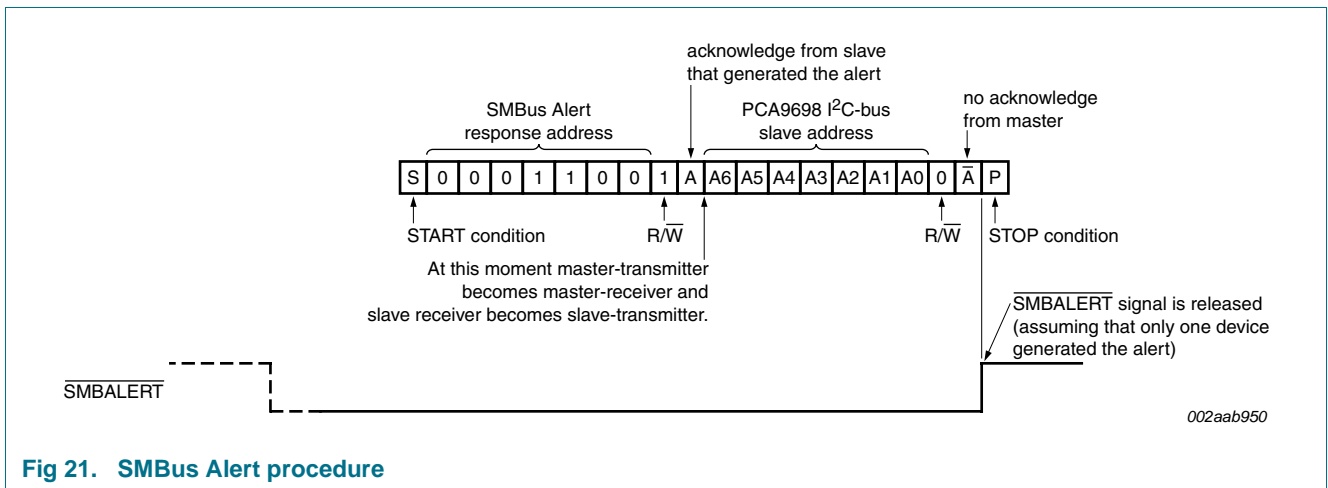 acknowledge from slave
that generated the alert
no acknowledge
from master
SMBus Alert
response address
PCA9698 I²C-bus
slave address
S 0 0 0 1 1 0 0 1 A A6 A5 A4 A3 A2 A1 A0 0 A̅ P
START condition
R/W̅
R/W̅
STOP condition
At this moment master-transmitter
becomes master-receiver and
slave receiver becomes slave-transmitter.
S̅M̅B̅A̅L̅E̅R̅T̅ signal is released
(assuming that only one device
generated the alert)
S̅M̅B̅A̅L̅E̅R̅T̅
002aab950
Fig 21. SMBus Alert procedure